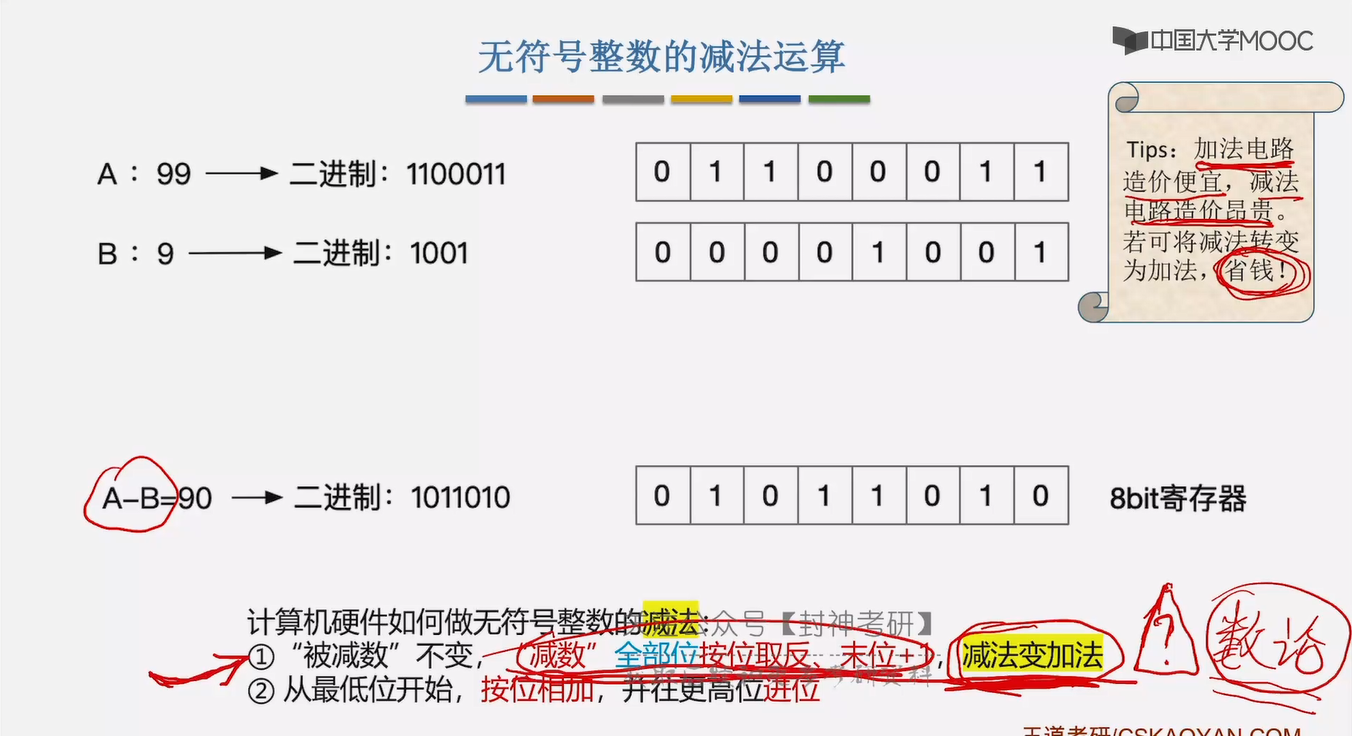 无符号整数的减法运算
中国大学MOOC
A：99 → 二进制：1100011
0 1 1 0 0 0 1 1
B：9 → 二进制：1001
0 0 0 0 1 0 0 1
Tips：加法电路
造价便宜，减法
电路造价昂贵。
若可将减法转变
为加法，省钱！
A-B=90 → 二进制：1011010
0 1 0 1 1 0 1 0
8bit寄存器
计算机硬件如何做无符号整数的减法：
众号【封神考研】
①“被减数”不变，“减数”全部位按位取反、末位+1，减法变加法
②从最低位开始，按位相加，并往更高位进位
？
数论
王道考研/CSKAOYAN.COM